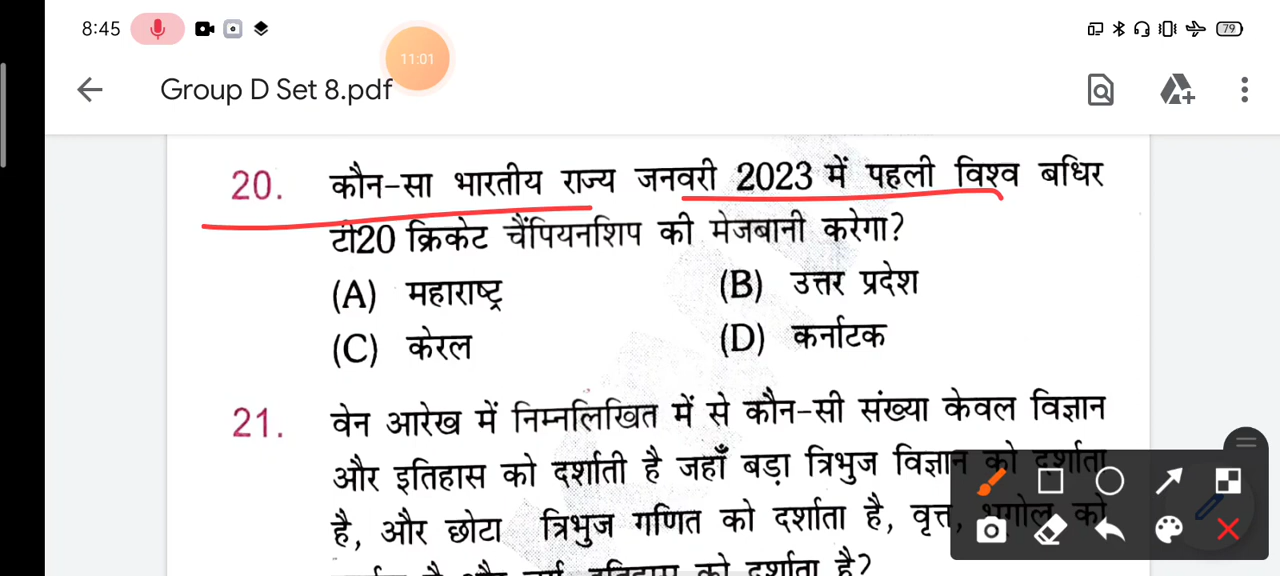 8:45
79
11:01
Group D Set 8.pdf
20. कौन-सा भारतीय राज्य जनवरी 2023 में पहली विश्व बधिर
टी20 क्रिकेट चैंपियनशिप की मेजबानी करेगा?
(A) महाराष्ट्र (B) उत्तर प्रदेश
(C) केरल (D) कर्नाटक
21. वेन आरेख में निम्नलिखित में से कौन-सी संख्या केवल विज्ञान
और इतिहास को दर्शाती है जहाँ बड़ा त्रिभुज विज्ञान को दर्शाता
है, और छोटा त्रिभुज गणित को दर्शाता है, वृत्त, भूगोल को
इतिहास को दर्शाता है?